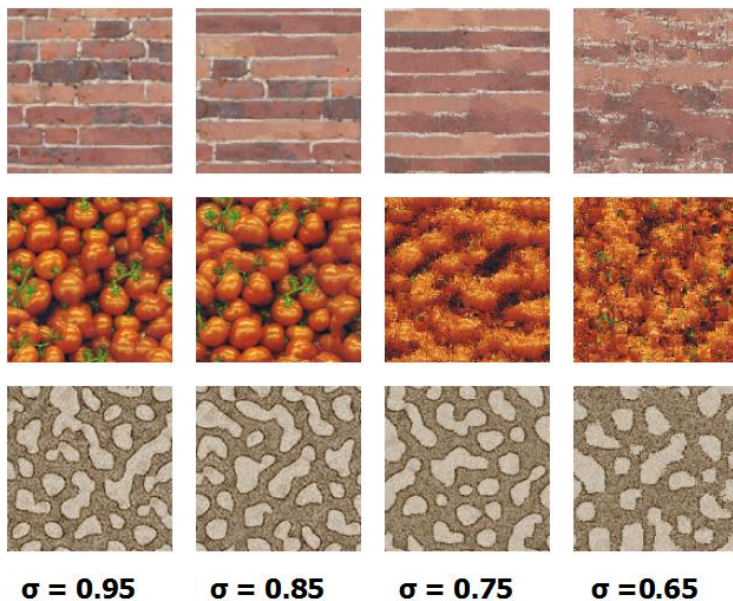 σ = 0.95 σ = 0.85 σ = 0.75 σ =0.65